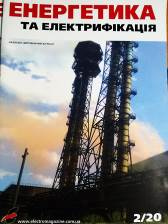 ЕНЕРГЕТИКА
ТА ЕЛЕКТРИФІКАЦІЯ
www.electromagazine.com.ua
2/20